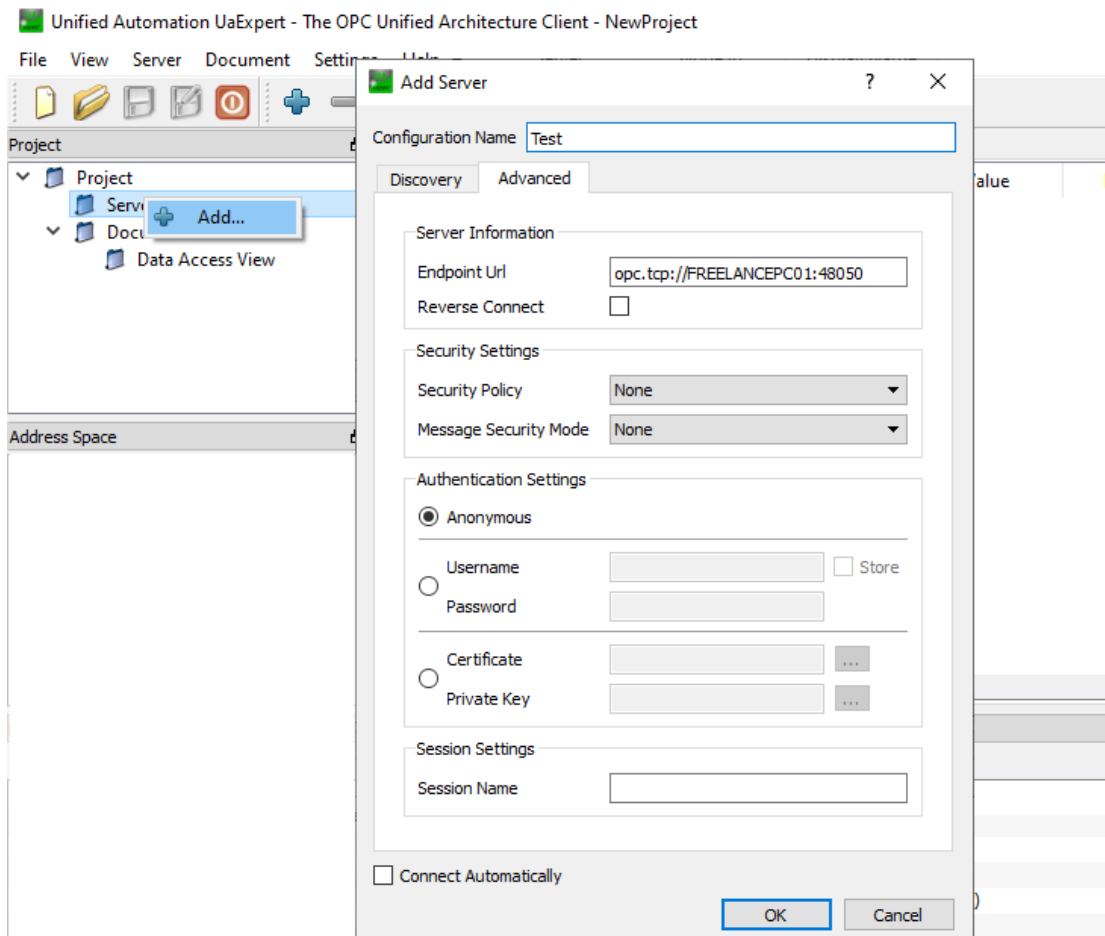 Unified Automation UaExpert - The OPC Unified Architecture Client - NewProject
File View Server Document
Add Server ? 
Configuration Name Test
Project
Discovery Advanced
Project
Add...
Data Access View
Server Information
Endpoint Url opc.tcp://FREELANCEPC01:48050
Reverse Connect
Security Settings
Security Policy None
Message Security Mode None
Address Space
Authentication Settings
Anonymous
Username Store
Password
Certificate ...
Private Key ...
Session Settings
Session Name
Connect Automatically
OK Cancel